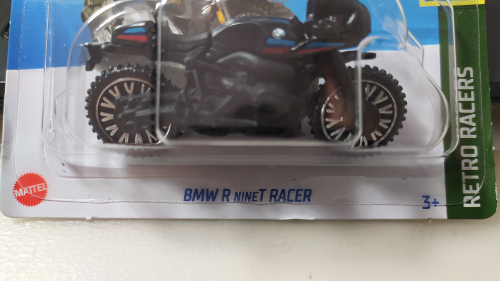 BMW R NINET RACER
MATTEL
3+
RETRO RACERS